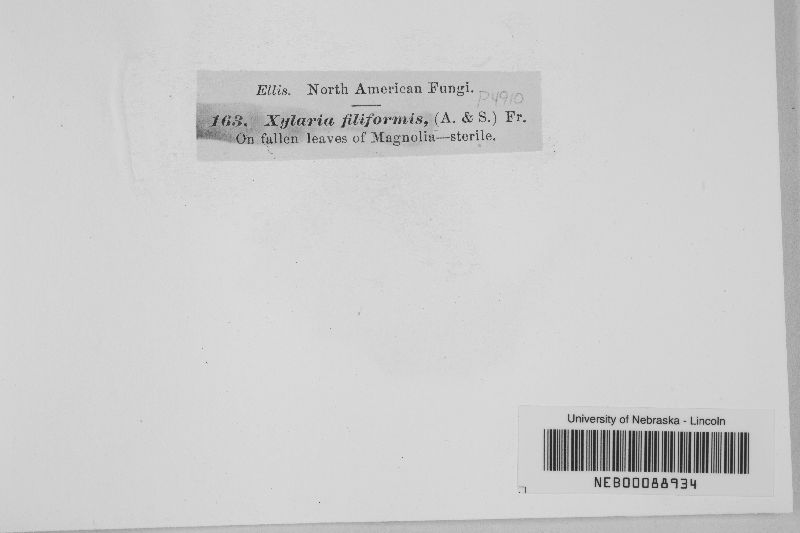 Ellis. North American Fungi.
P4910
163. Xylaria filiformis, (A. & S.) Fr.
On fallen leaves of Magnolia—sterile.
University of Nebraska - Lincoln
NEB00088934